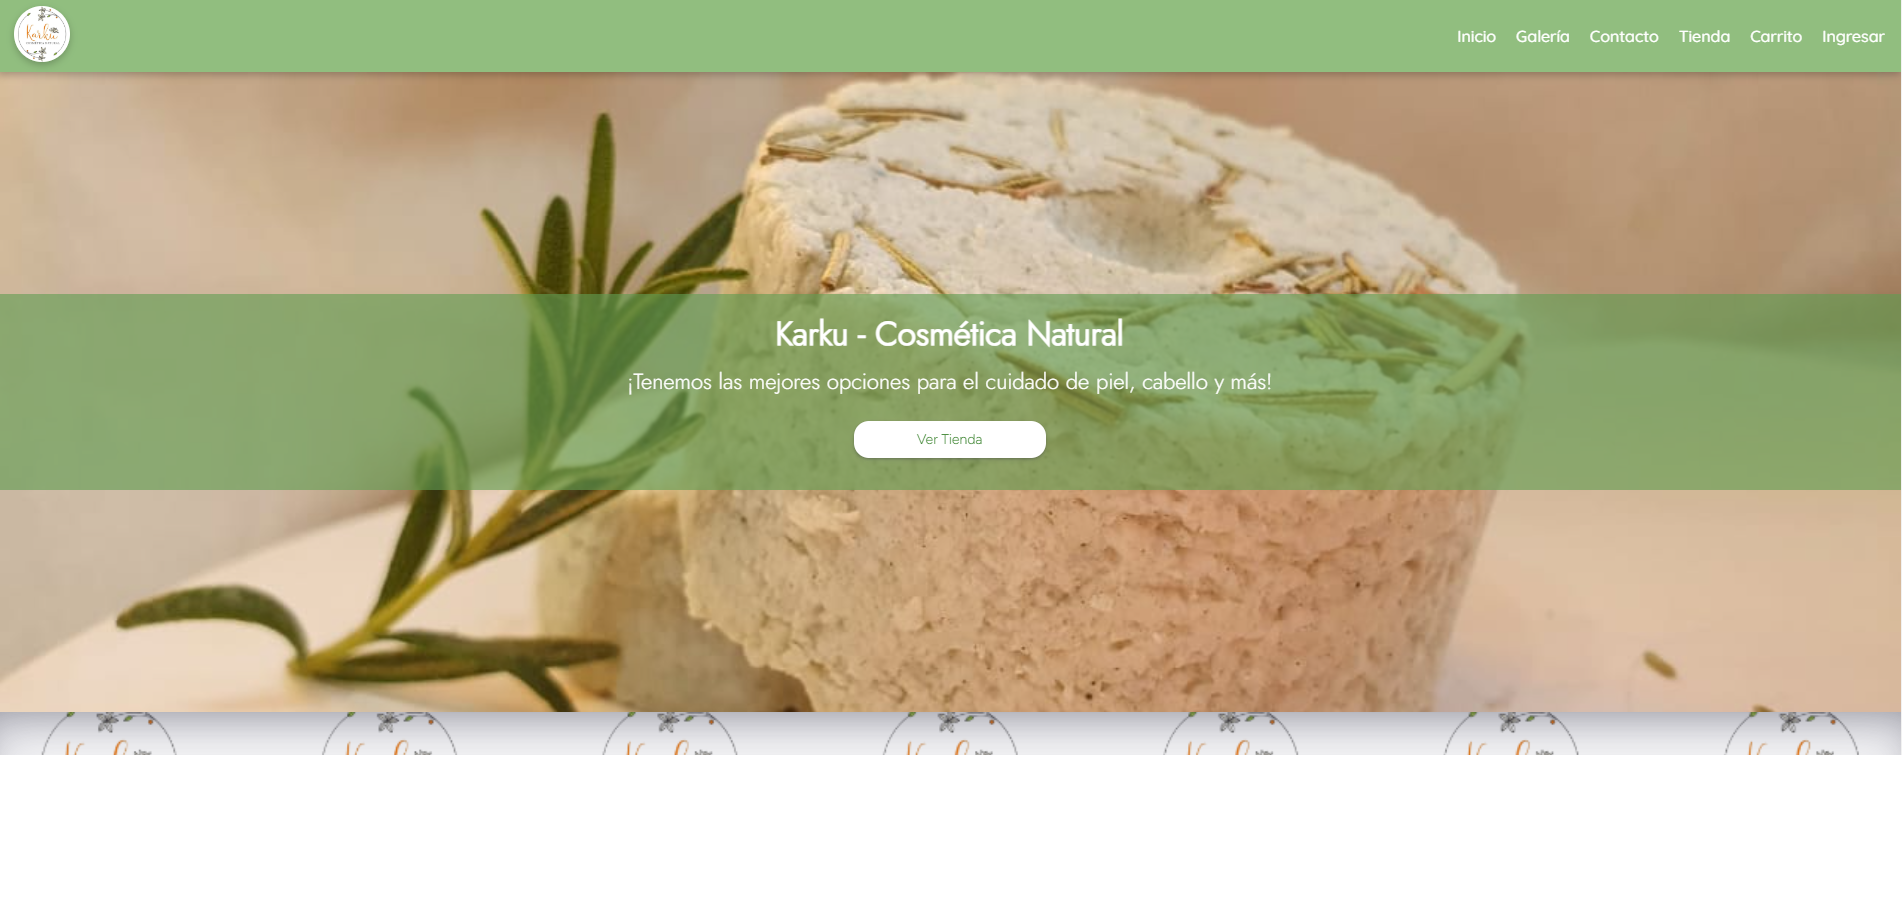 Karku
Inicio Galería Contacto Tienda Carrito Ingresar
Karku - Cosmética Natural
¡Tenemos las mejores opciones para el cuidado de piel, cabello y más!
Ver Tienda